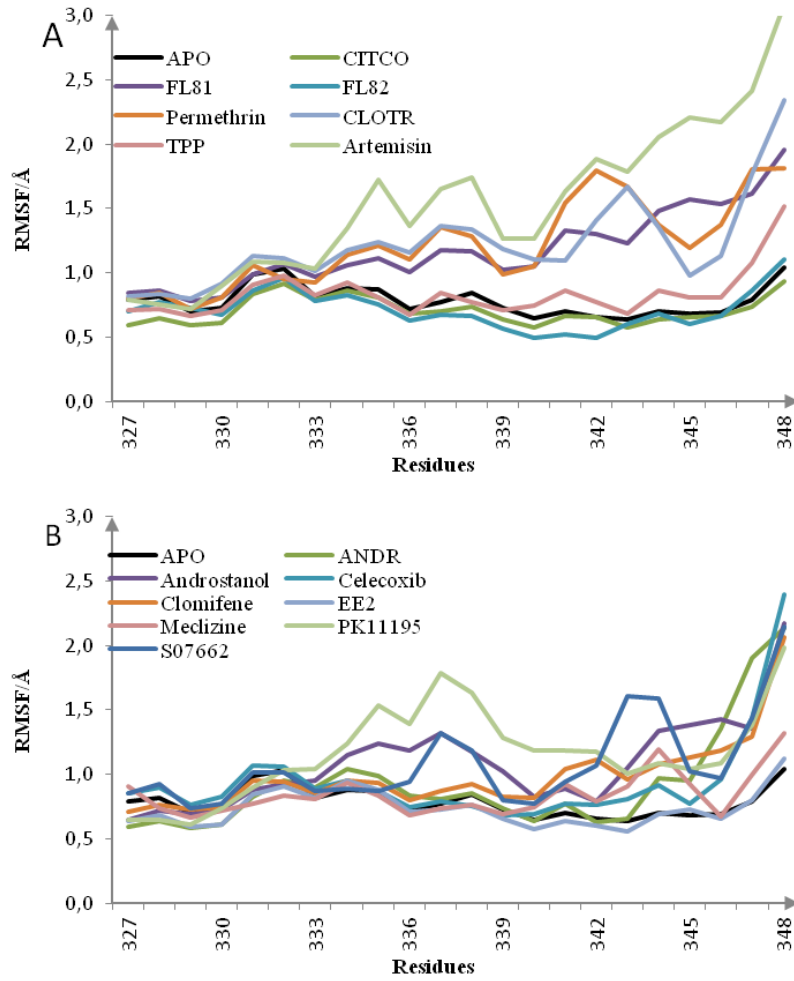 A
3,0
2,5
2,0
1,5
1,0
0,5
0,0
RMSF/Å
APO CITCO
FL81 FL82
Permethrin CLOTR
TPP Artemisin
327 330 333 336 339 342 345 348
Residues
B
3,0
2,5
2,0
1,5
1,0
0,5
0,0
RMSF/Å
APO ANDR
Androstanol Celecoxib
Clomifene EE2
Meclizine PK11195
S07662
327 330 333 336 339 342 345 348
Residues